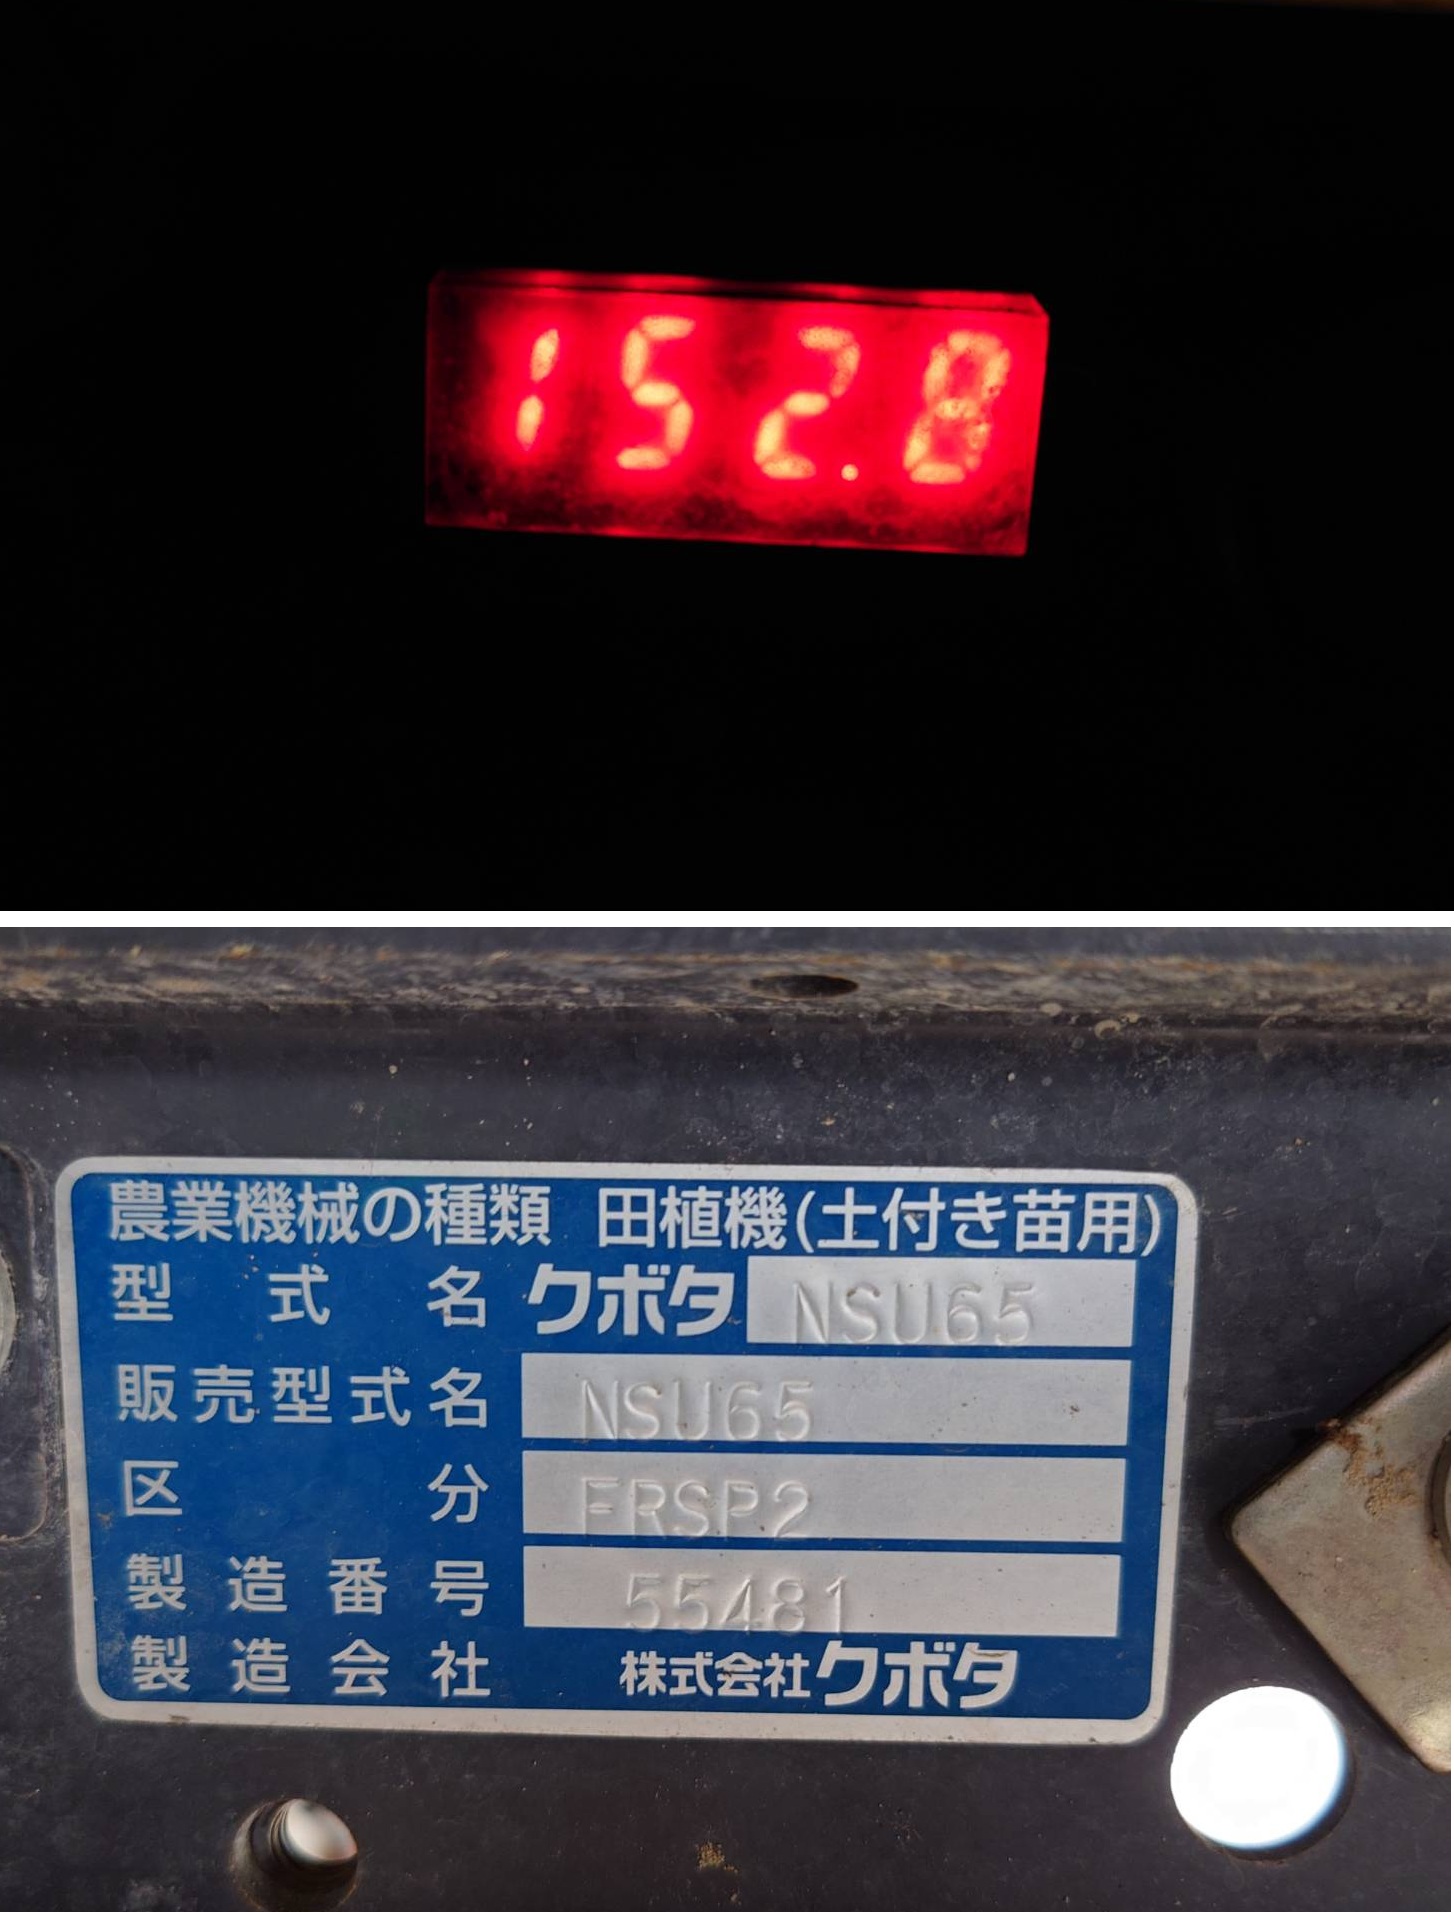 152.8
農業機械の種類 田植機(土付き苗用)
型式名 クボタ NSU65
販売型式名 NSU65
区分 FRSP2
製造番号 55481
製造会社 株式会社クボタ